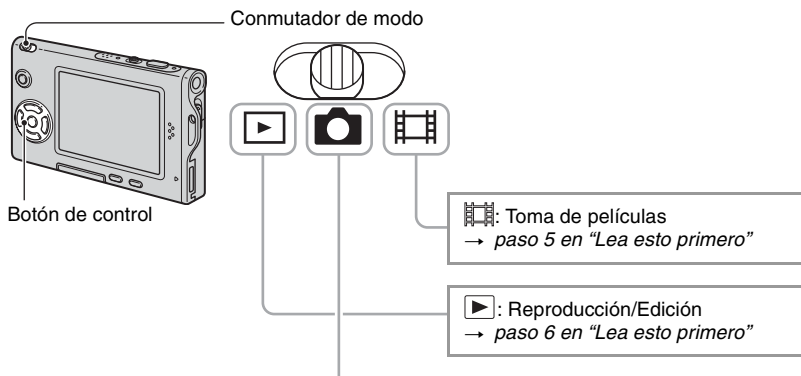 Conmutador de modo
Botón de control
: Toma de películas
→ paso 5 en “Lea esto primero”
: Reproducción/Edición
→ paso 6 en “Lea esto primero”